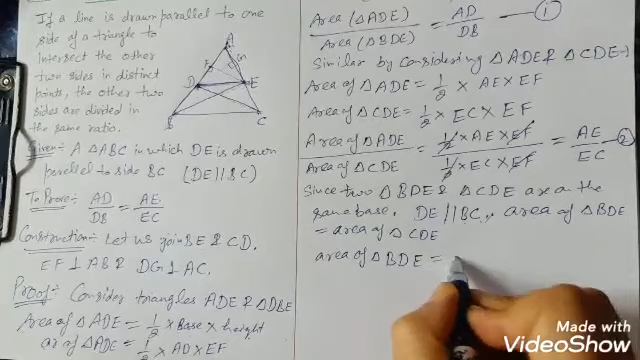 If a line is drawn parallel to one
side of a triangle to
intersect the other
two sides in distinct
points, the other two
sides are divided in
the same ratio.
Given:- A △ABC in which DE is drawn
parallel to side BC (DE||BC)
To Prove:- AD/DB = AE/EC
Construction:- Let us join BE & CD.
EF ⊥ AB & DG ⊥ AC.
Proof:- Consider triangles ADE & △DBE
Area of △ADE = 1/2 × Base × height
ar of △ADE = 1/2 × AD × EF
A
F
G
D
E
B
C
Area (△ADE)/Area (△BDE) = AD/DB — ①
Similar by considering △ADE & △CDE:-
Area of △ADE = 1/2 × AE × EF
Area of △CDE = 1/2 × EC × EF
Area of △ADE/Area of △CDE = 1/2 × AE × EF/1/2 × EC × EF = AE/EC — ②
Since two △BDE & △CDE are on the
same base. DE||BC, area of △BDE
= area of △CDE
area of △BDE =
Made with
VideoShow